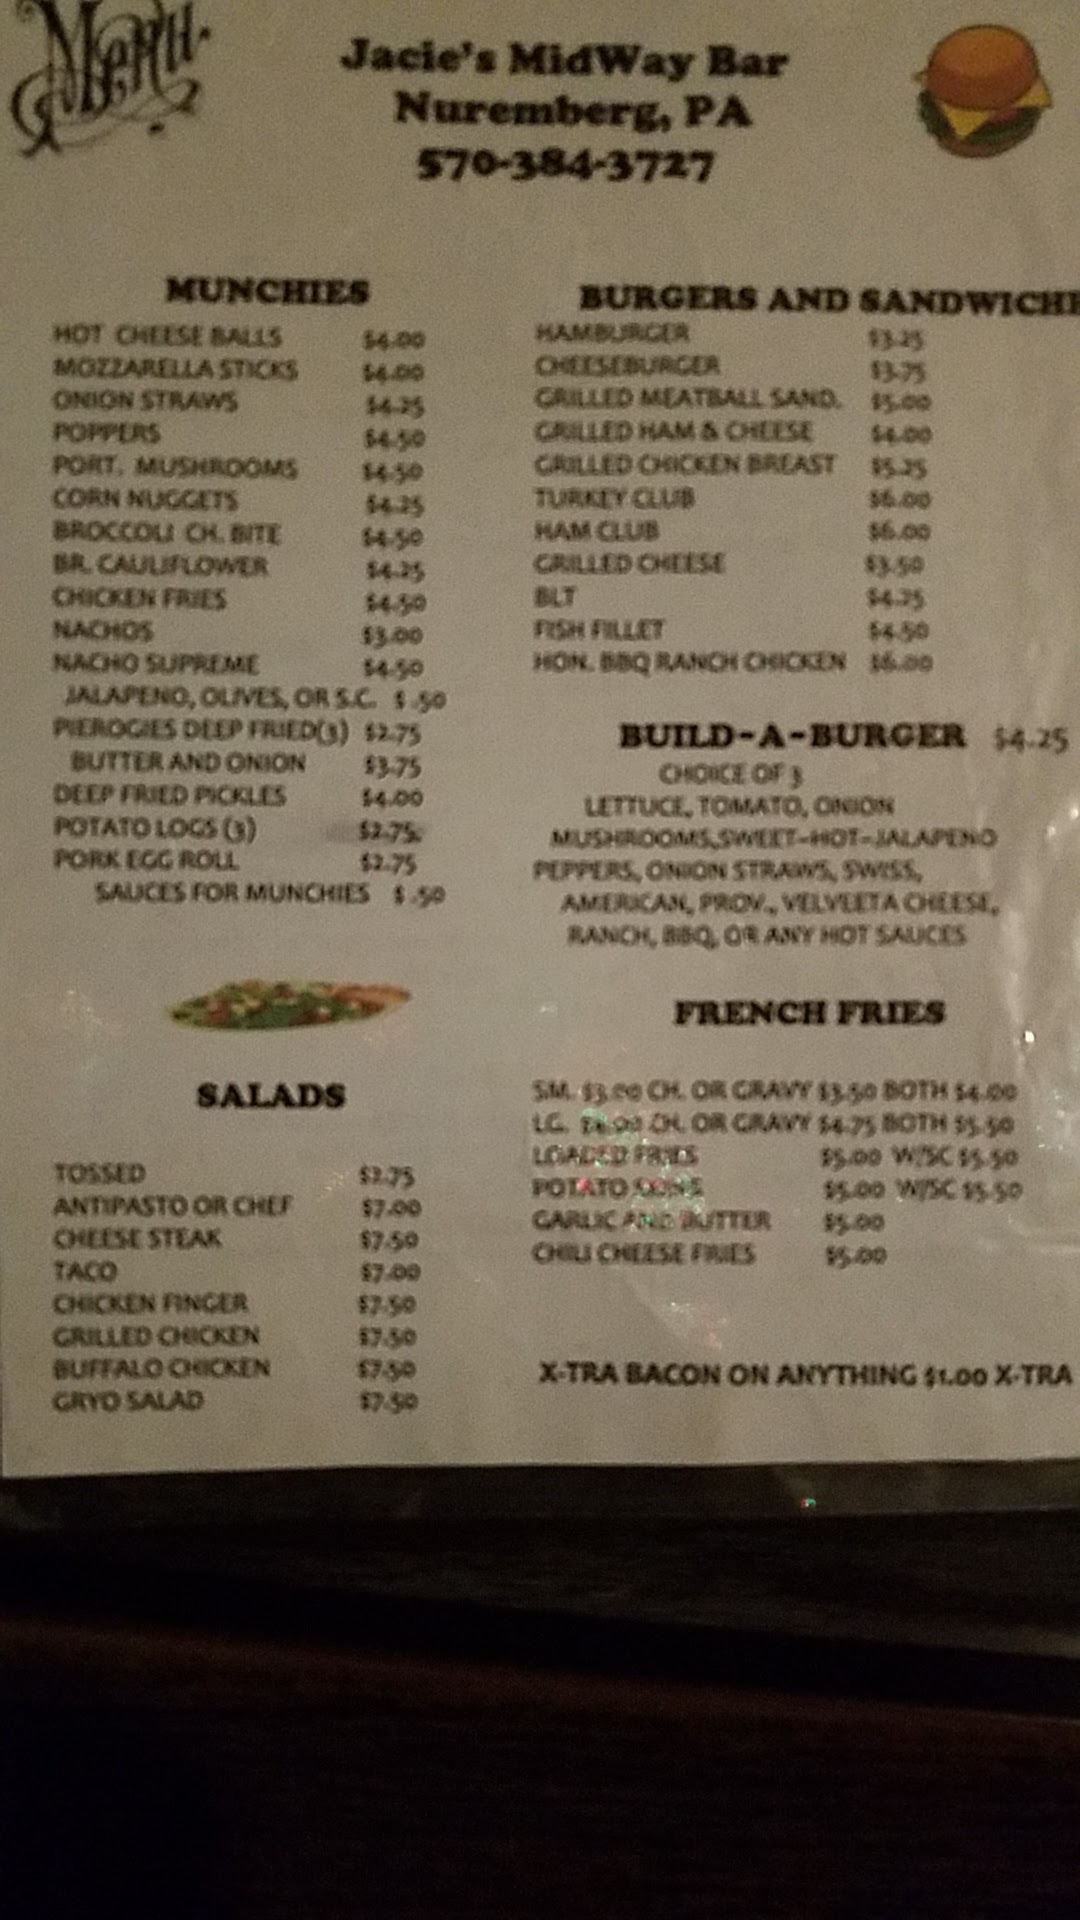 Menu
Jacie's MidWay Bar
Nuremberg, PA
570-384-3727
MUNCHIES
HOT CHEESE BALLS $4.00
MOZZARELLA STICKS $4.00
ONION STRAWS $4.25
POPPERS $4.50
PORT. MUSHROOMS $4.50
CORN NUGGETS $4.25
BROCCOLI CH. BITE $4.50
BR. CAULIFLOWER $4.25
CHICKEN FRIES $4.50
NACHOS $3.00
NACHO SUPREME $4.50
JALAPENO, OLIVES, OR S.C. $ .50
PIEROGIES DEEP FRIED(3) $2.75
BUTTER AND ONION $3.75
DEEP FRIED PICKLES $4.00
POTATO LOGS (3) $2.75
PORK EGG ROLL $2.75
SAUCES FOR MUNCHIES $ .50
SALADS
TOSSED $2.75
ANTIPASTO OR CHEF $7.00
CHEESE STEAK $7.50
TACO $7.00
CHICKEN FINGER $7.50
GRILLED CHICKEN $7.50
BUFFALO CHICKEN $7.50
GRYO SALAD $7.50
BURGERS AND SANDWICHE
HAMBURGER $3.25
CHEESEBURGER $3.75
GRILLED MEATBALL SAND. $5.00
GRILLED HAM & CHEESE $4.00
GRILLED CHICKEN BREAST $5.25
TURKEY CLUB $6.00
HAM CLUB $6.00
GRILLED CHEESE $3.50
BLT $4.25
FISH FILLET $4.50
HON. BBQ RANCH CHICKEN $6.00
BUILD-A-BURGER $4.25
CHOICE OF 3
LETTUCE, TOMATO, ONION
MUSHROOMS,SWEET-HOT-JALAPENO
PEPPERS, ONION STRAWS, SWISS,
AMERICAN, PROV., VELVEETA CHEESE,
RANCH, BBQ, OR ANY HOT SAUCES
FRENCH FRIES
SM. $3.00 CH. OR GRAVY $3.50 BOTH $4.00
LG. CH. OR GRAVY $4.75 BOTH $5.50
LOADED FRIES $5.00 W/SC $5.50
POTATO SKINS $5.00 W/SC $5.50
GARLIC AND BUTTER $5.00
CHILI CHEESE FRIES $5.00
X-TRA BACON ON ANYTHING $1.00 X-TRA